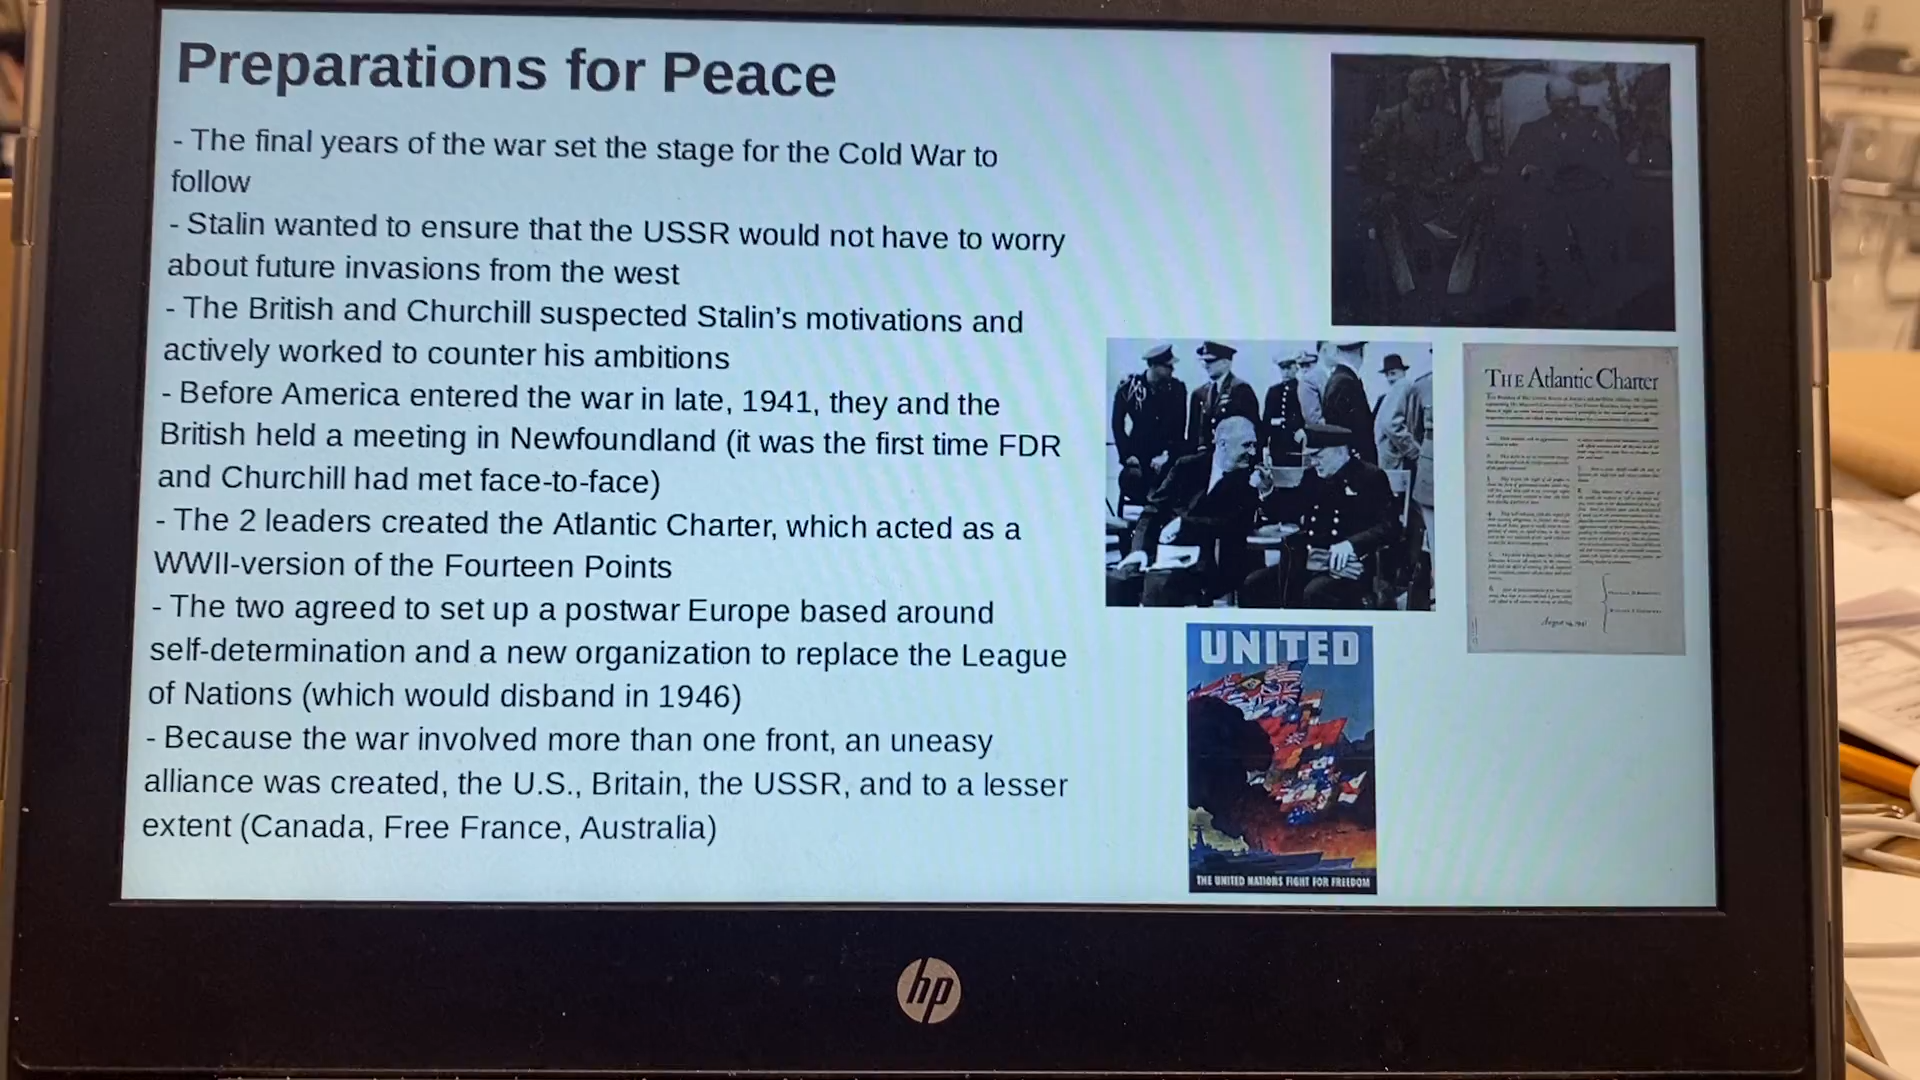 Preparations for Peace
- The final years of the war set the stage for the Cold War to
follow
- Stalin wanted to ensure that the USSR would not have to worry
about future invasions from the west
- The British and Churchill suspected Stalin's motivations and
actively worked to counter his ambitions
- Before America entered the war in late, 1941, they and the
British held a meeting in Newfoundland (it was the first time FDR
and Churchill had met face-to-face)
- The 2 leaders created the Atlantic Charter, which acted as a
WWII-version of the Fourteen Points
- The two agreed to set up a postwar Europe based around
self-determination and a new organization to replace the League
of Nations (which would disband in 1946)
- Because the war involved more than one front, an uneasy
alliance was created, the U.S., Britain, the USSR, and to a lesser
extent (Canada, Free France, Australia)
THE Atlantic Charter
UNITED
THE UNITED NATIONS FIGHT FOR FREEDOM
hp